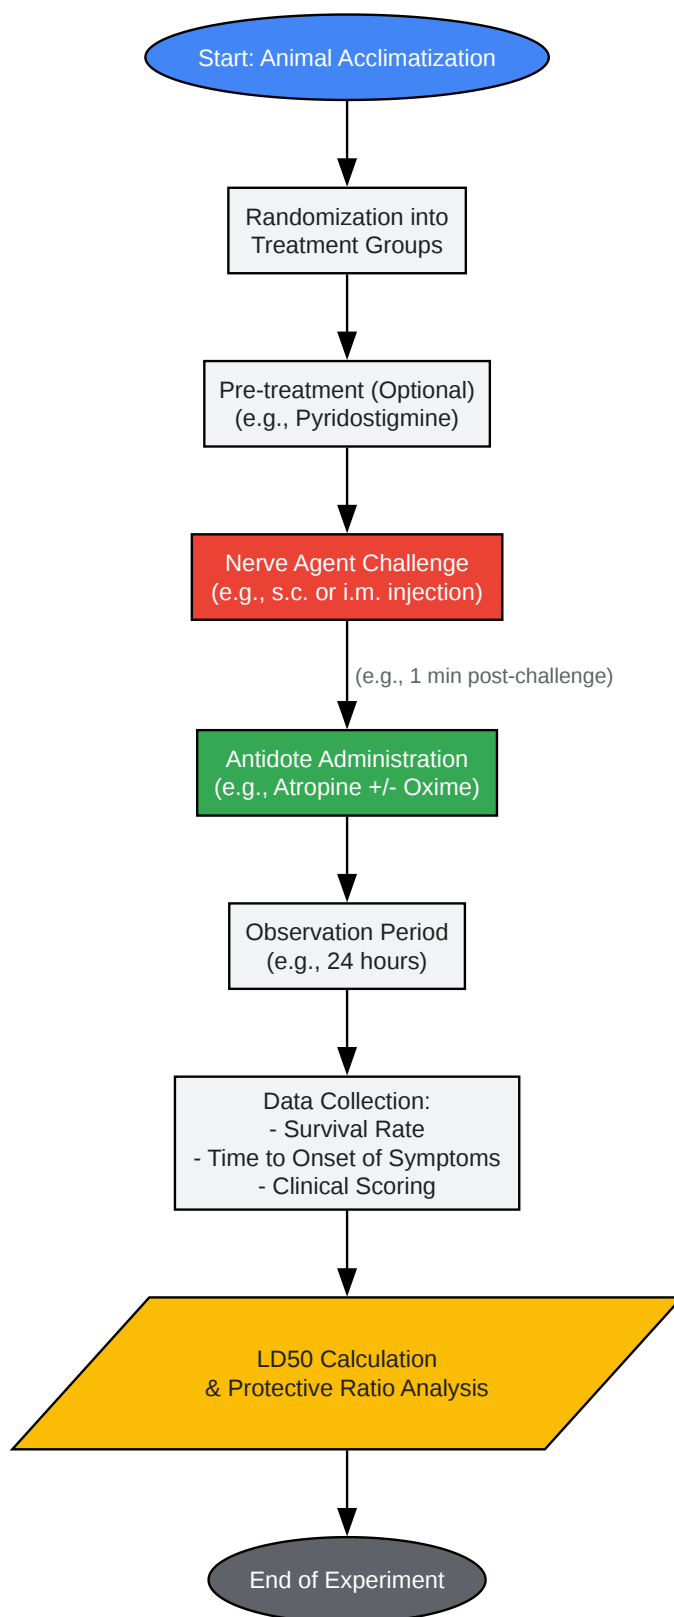 Start: Animal Acclimatization
Randomization into
Treatment Groups
Pre-treatment (Optional)
(e.g., Pyridostigmine)
Nerve Agent Challenge
(e.g., s.c. or i.m. injection)
(e.g., 1 min post-challenge)
Antidote Administration
(e.g., Atropine +/- Oxime)
Observation Period
(e.g., 24 hours)
Data Collection:
- Survival Rate
- Time to Onset of Symptoms
- Clinical Scoring
LD50 Calculation
& Protective Ratio Analysis
End of Experiment